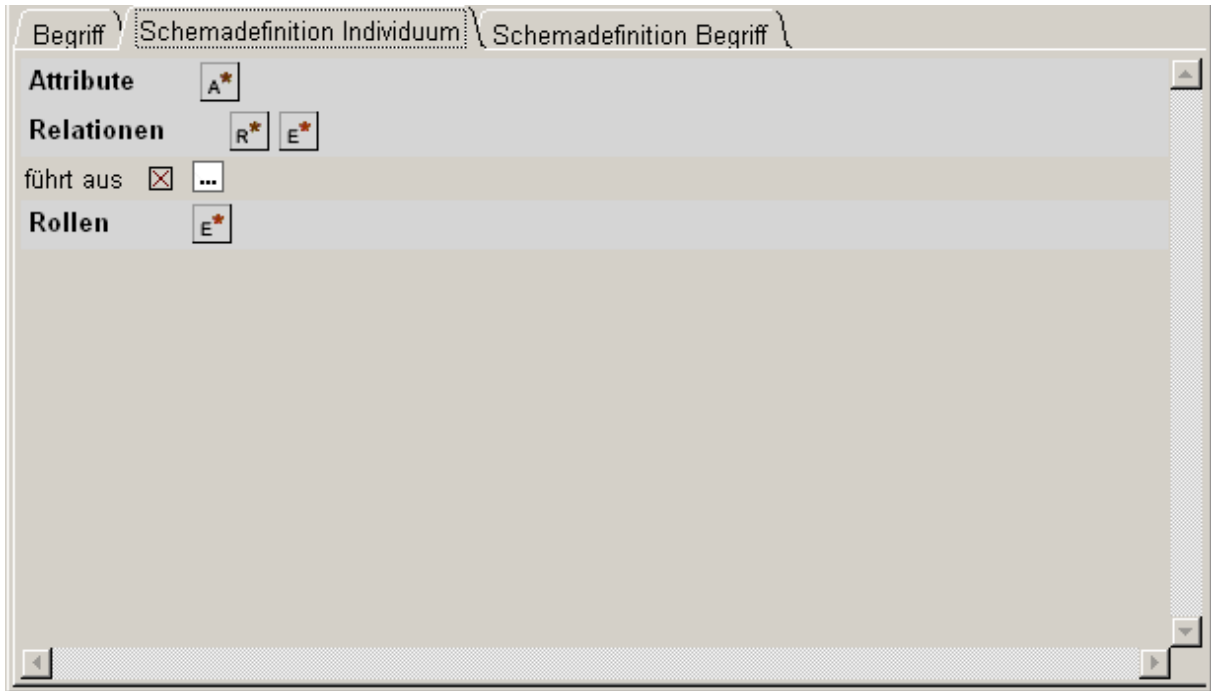 Begriff Schemadefinition Individuum Schemadefinition Begriff
Attribute A*
Relationen R* E*
führt aus ...
Rollen E*